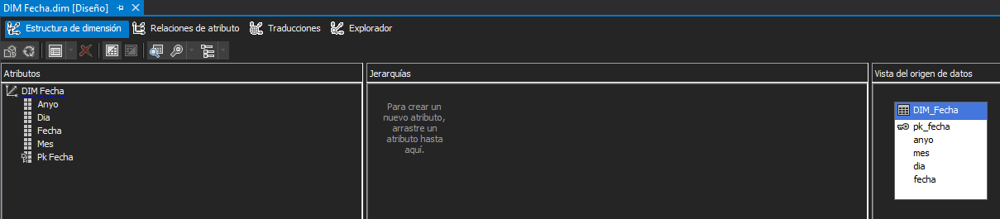 DIM Fecha.dim [Diseño]
Estructura de dimensión
Relaciones de atributo
Traducciones
Explorador
Atributos
DIM Fecha
Anyo
Dia
Fecha
Mes
Pk Fecha
Jerarquías
Para crear un
nuevo atributo,
arrastre un
atributo hasta
aquí.
Vista del origen de datos
DIM_Fecha
pk_fecha
anyo
mes
dia
fecha